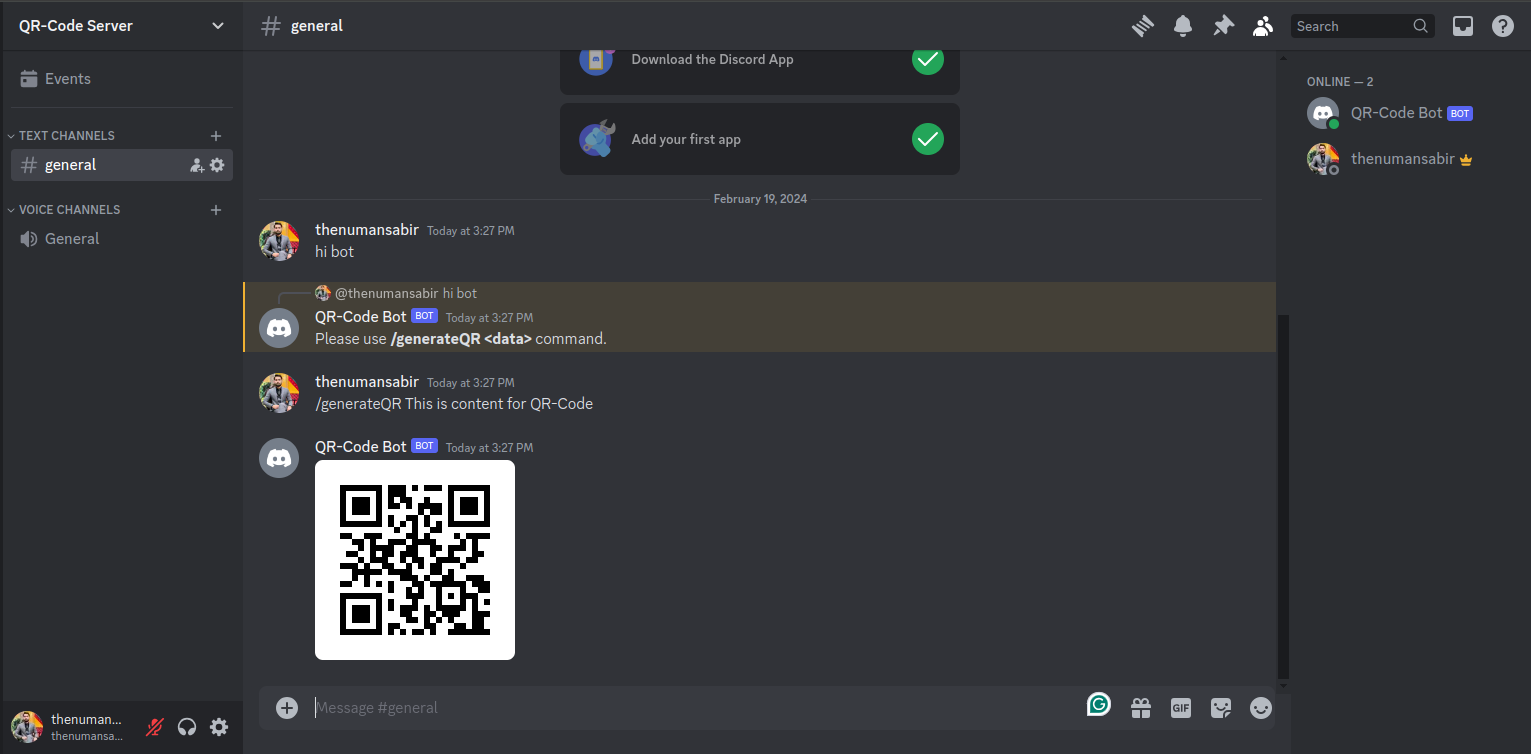 QR-Code Server
Events
TEXT CHANNELS
general
VOICE CHANNELS
General
thenuman...
thenumansa...
general
Search
Download the Discord App
Add your first app
February 19, 2024
thenumansabir Today at 3:27 PM
hi bot
@thenumansabir hi bot
QR-Code Bot BOT Today at 3:27 PM
Please use /generateQR <data> command.
thenumansabir Today at 3:27 PM
/generateQR This is content for QR-Code
QR-Code Bot BOT Today at 3:27 PM
Message #general
GIF
ONLINE — 2
QR-Code Bot BOT
thenumansabir